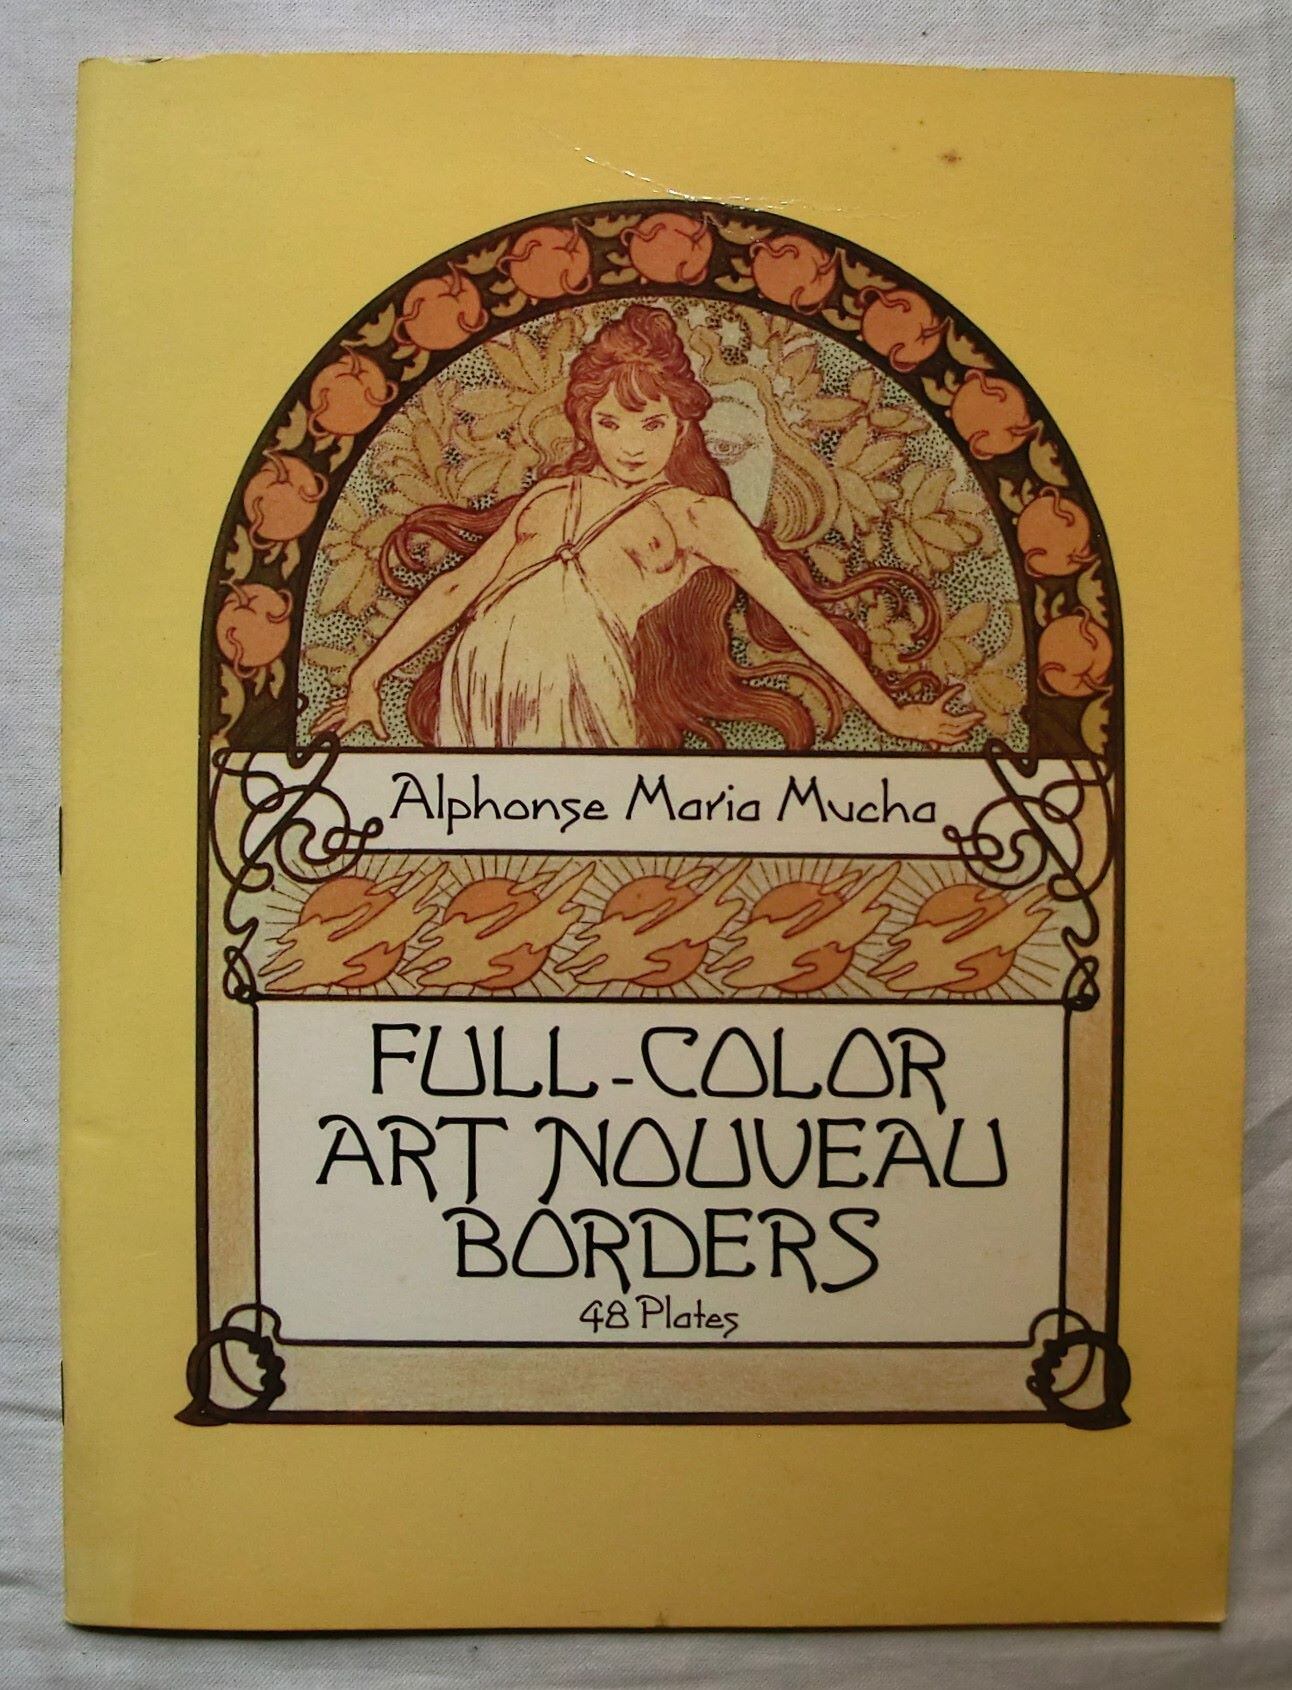 Alphonse Maria Mucha
FULL-COLOR
ART NOUVEAU
BORDERS
48 Plates